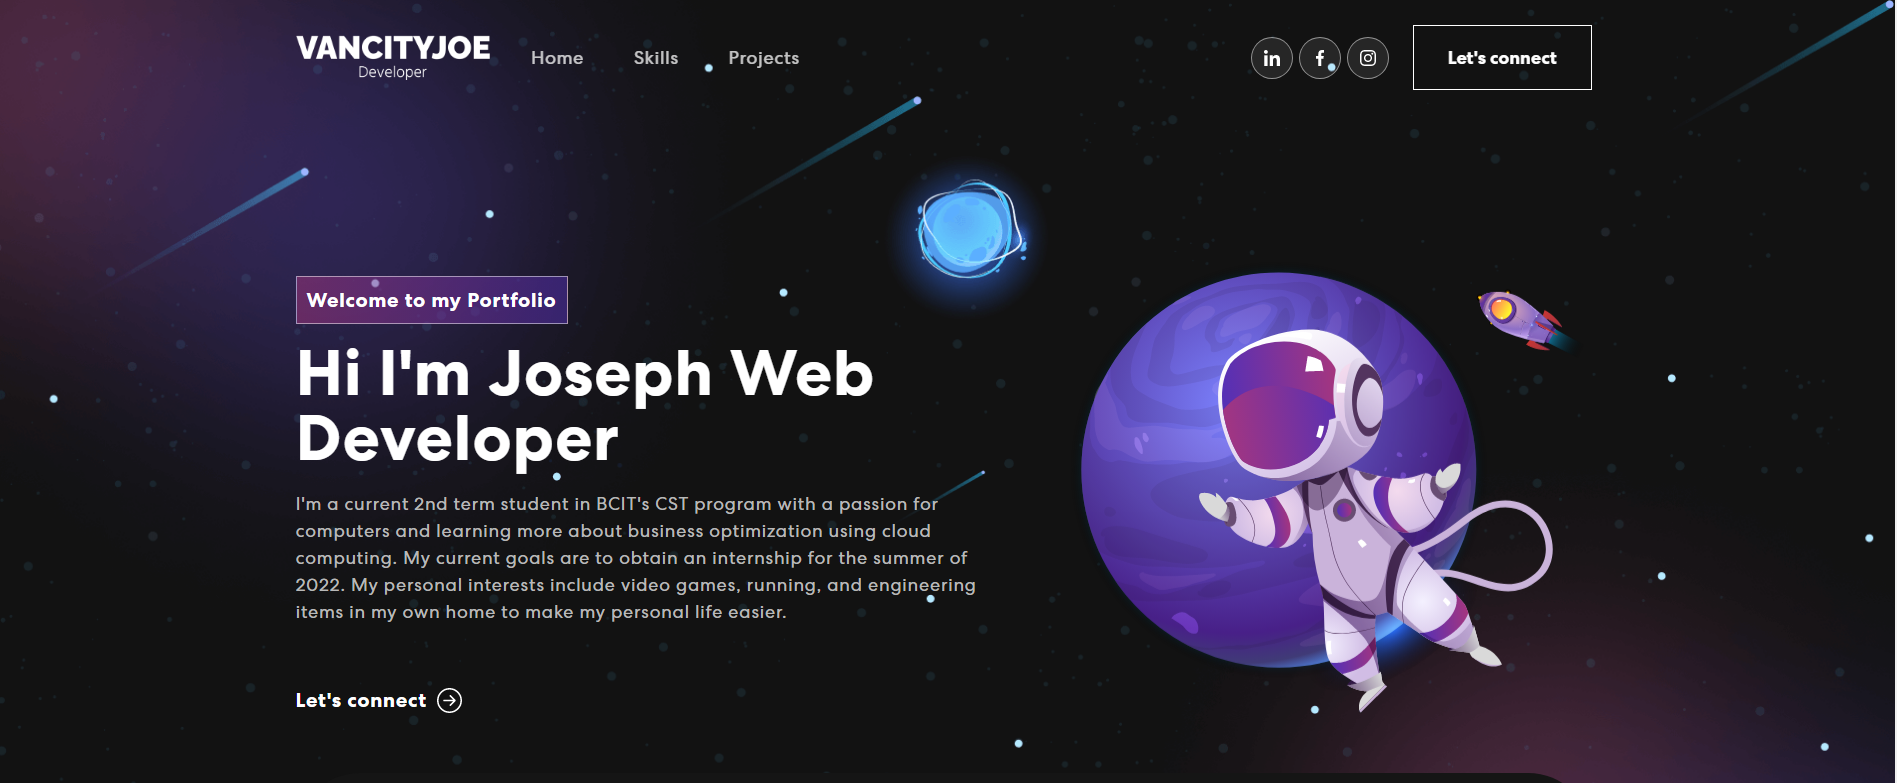 VANCITYJOE
Developer
Home
Skills
Projects
in
f
Let's connect
Welcome to my Portfolio
Hi I'm Joseph Web
Developer
I'm a current 2nd term student in BCIT's CST program with a passion for
computers and learning more about business optimization using cloud
computing. My current goals are to obtain an internship for the summer of
2022. My personal interests include video games, running, and engineering
items in my own home to make my personal life easier.
Let's connect